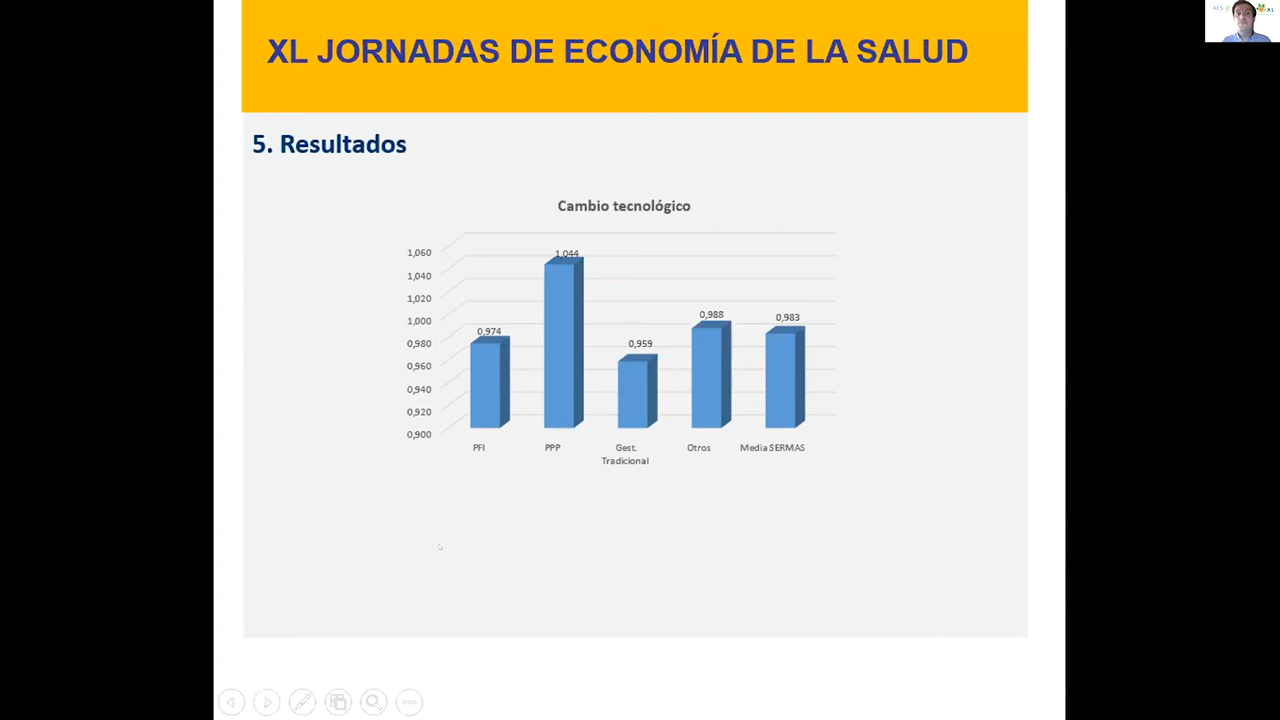 XL JORNADAS DE ECONOMÍA DE LA SALUD
AES
XL
5. Resultados
Cambio tecnológico
1,060
1,040
1,020
1,000
0,980
0,960
0,940
0,920
0,900
0,974
1,044
0,959
0,988
0,983
PFI
PPP
Gest.
Tradicional
Otros
Media SERMAS